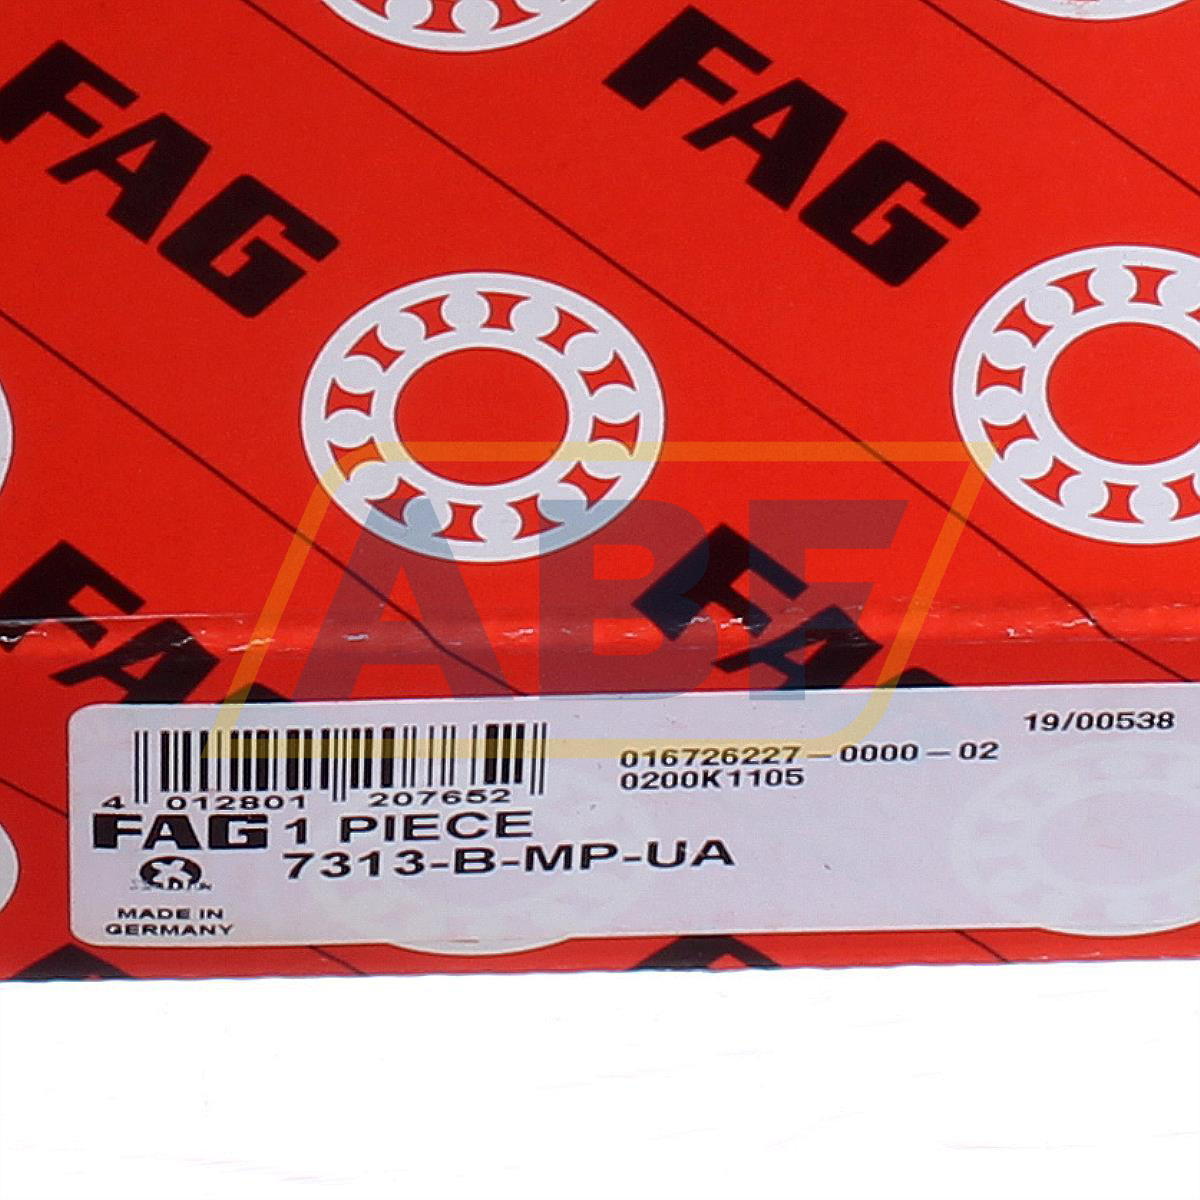 FAG
FAG
FAG
FAG
ABF
19/00538
016726227-0000-02
0200K1105
4 012801 207652
FAG 1 PIECE
7313-B-MP-UA
MADE IN
GERMANY